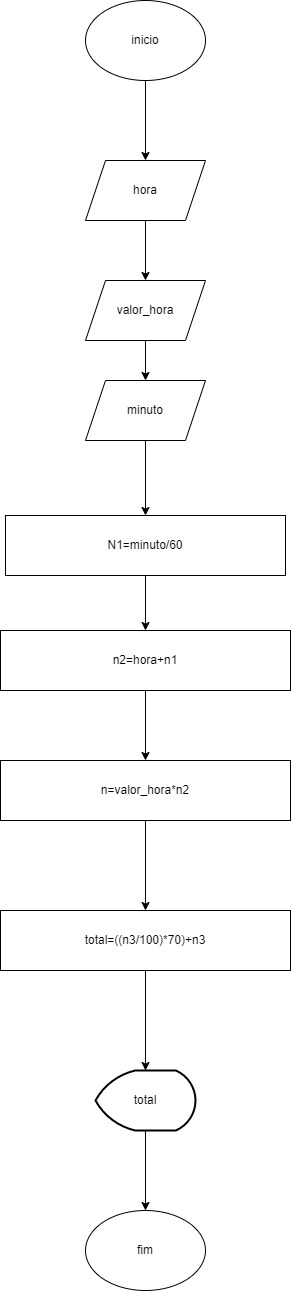 inicio
hora
valor_hora
minuto
N1=minuto/60
n2=hora+n1
n=valor_hora*n2
total=((n3/100)*70)+n3
total
fim